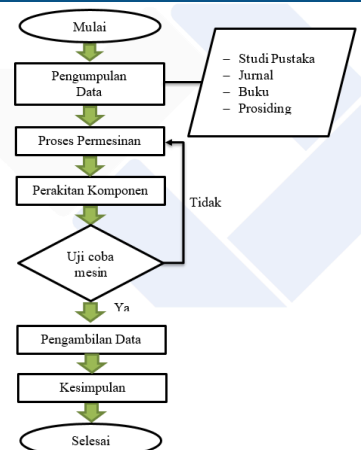 Mulai
Pengumpulan
Data
– Studi Pustaka
– Jurnal
– Buku
– Prosiding
Proses Permesinan
Perakitan Komponen
Tidak
Uji coba
mesin
Ya
Pengambilan Data
Kesimpulan
Selesai